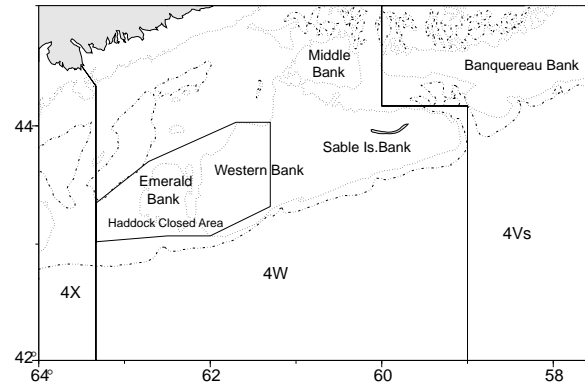 Middle
Bank
Banquereau Bank
44
Sable Is.Bank
Western Bank
Emerald
Bank
Haddock Closed Area
4Vs
4X
4W
42°
64°
62
60
58